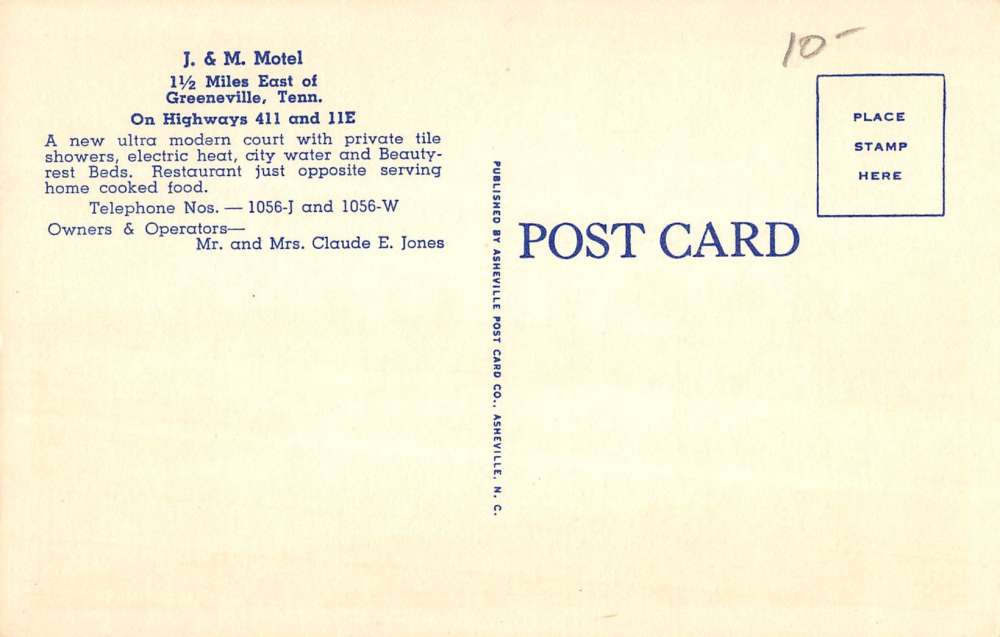 J. & M. Motel
1½ Miles East of
Greeneville, Tenn.
On Highways 411 and 11E
A new ultra modern court with private tile
showers, electric heat, city water and Beauty-
rest Beds. Restaurant just opposite serving
home cooked food.
Telephone Nos. — 1056-J and 1056-W
Owners & Operators—
Mr. and Mrs. Claude E. Jones
PUBLISHED BY ASHEVILLE POST CARD CO., ASHEVILLE, N. C.
10-
PLACE
STAMP
HERE
POST CARD